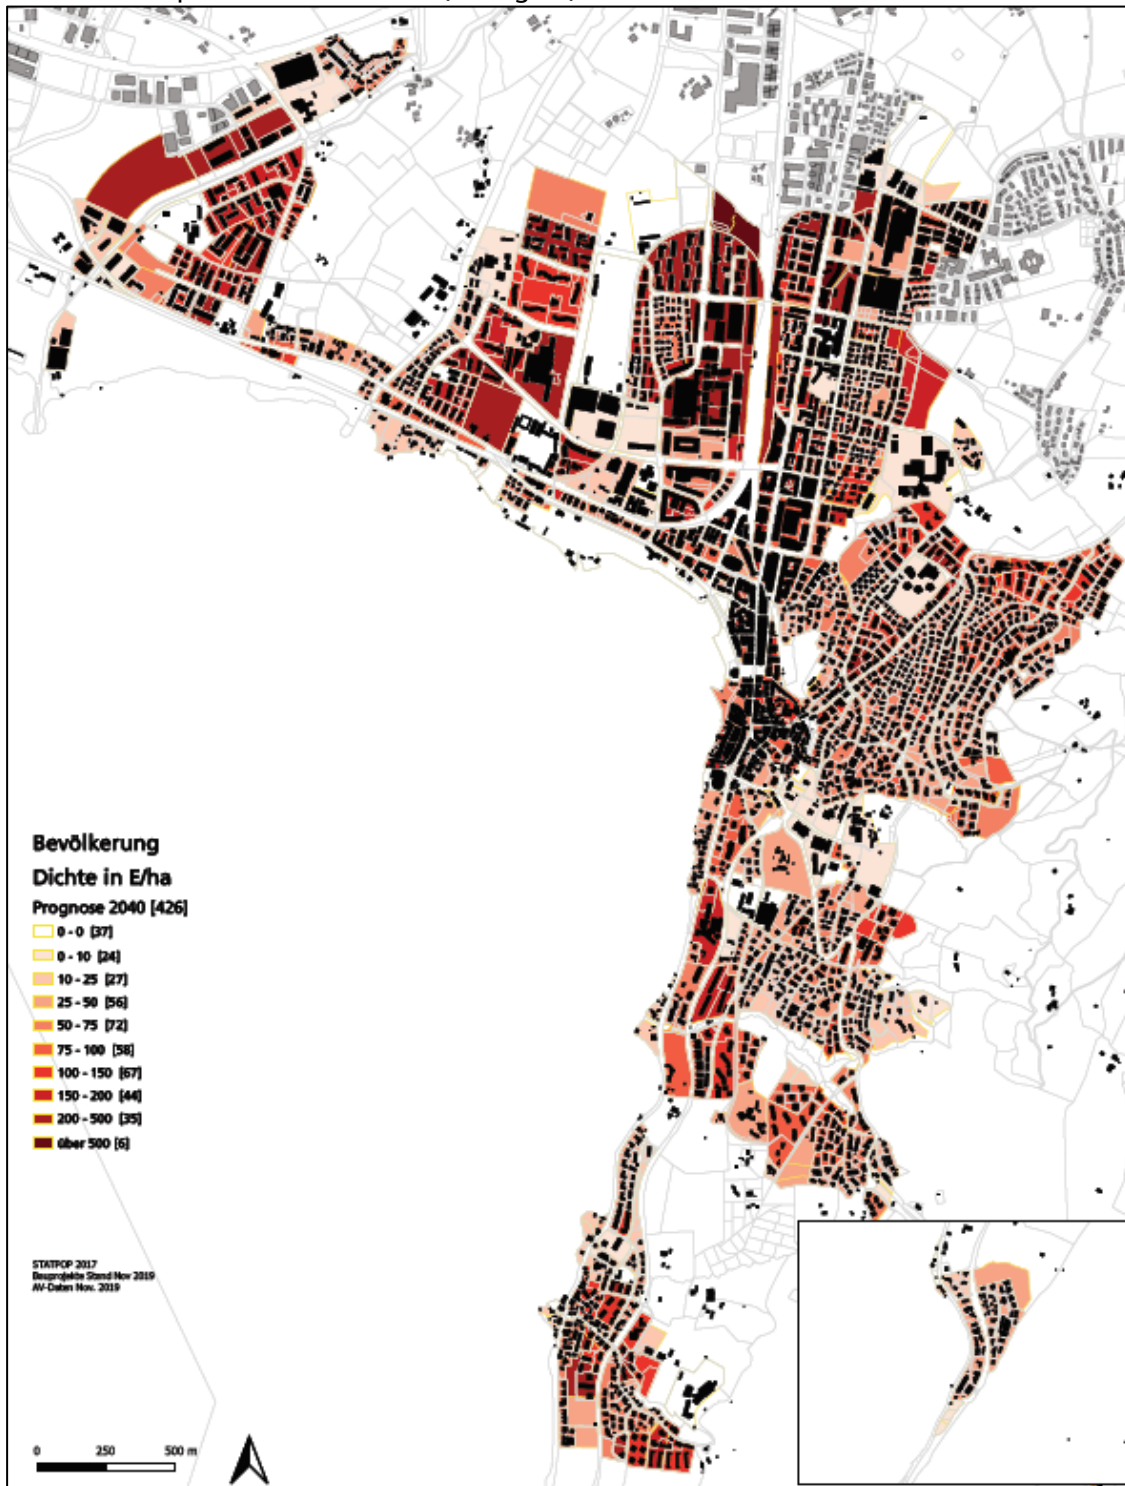 Bevölkerung
Dichte in E/ha
Prognose 2040 [426]
0 - 0 [37]
0 - 10 [24]
10 - 25 [27]
25 - 50 [56]
50 - 75 [72]
75 - 100 [58]
100 - 150 [67]
150 - 200 [44]
200 - 500 [35]
über 500 [6]
STATPOP 2017
Bauprojekte Stand Nov 2019
AV-Daten Nov. 2019
0 250 500 m